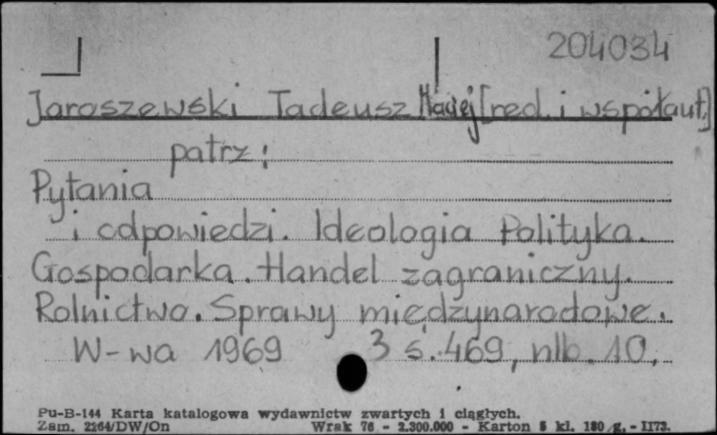 204034
Jaroszewski Tadeusz Maciej [red. i współaut.]
patrz:
Pytania
i odpowiedzi. Ideologia Polityka.
Gospodarka. Handel zagraniczny.
Rolnictwo. Sprawy międzynarodowe.
W-wa 1969 3 s. 469, nlb. 10.
Pu-B-144 Karta katalogowa wydawnictw zwartych i ciągłych.
Zam. 2264/DW/On Wrak 76 - 2.300.000 - Karton 5 kl. 180 g. - 1173.